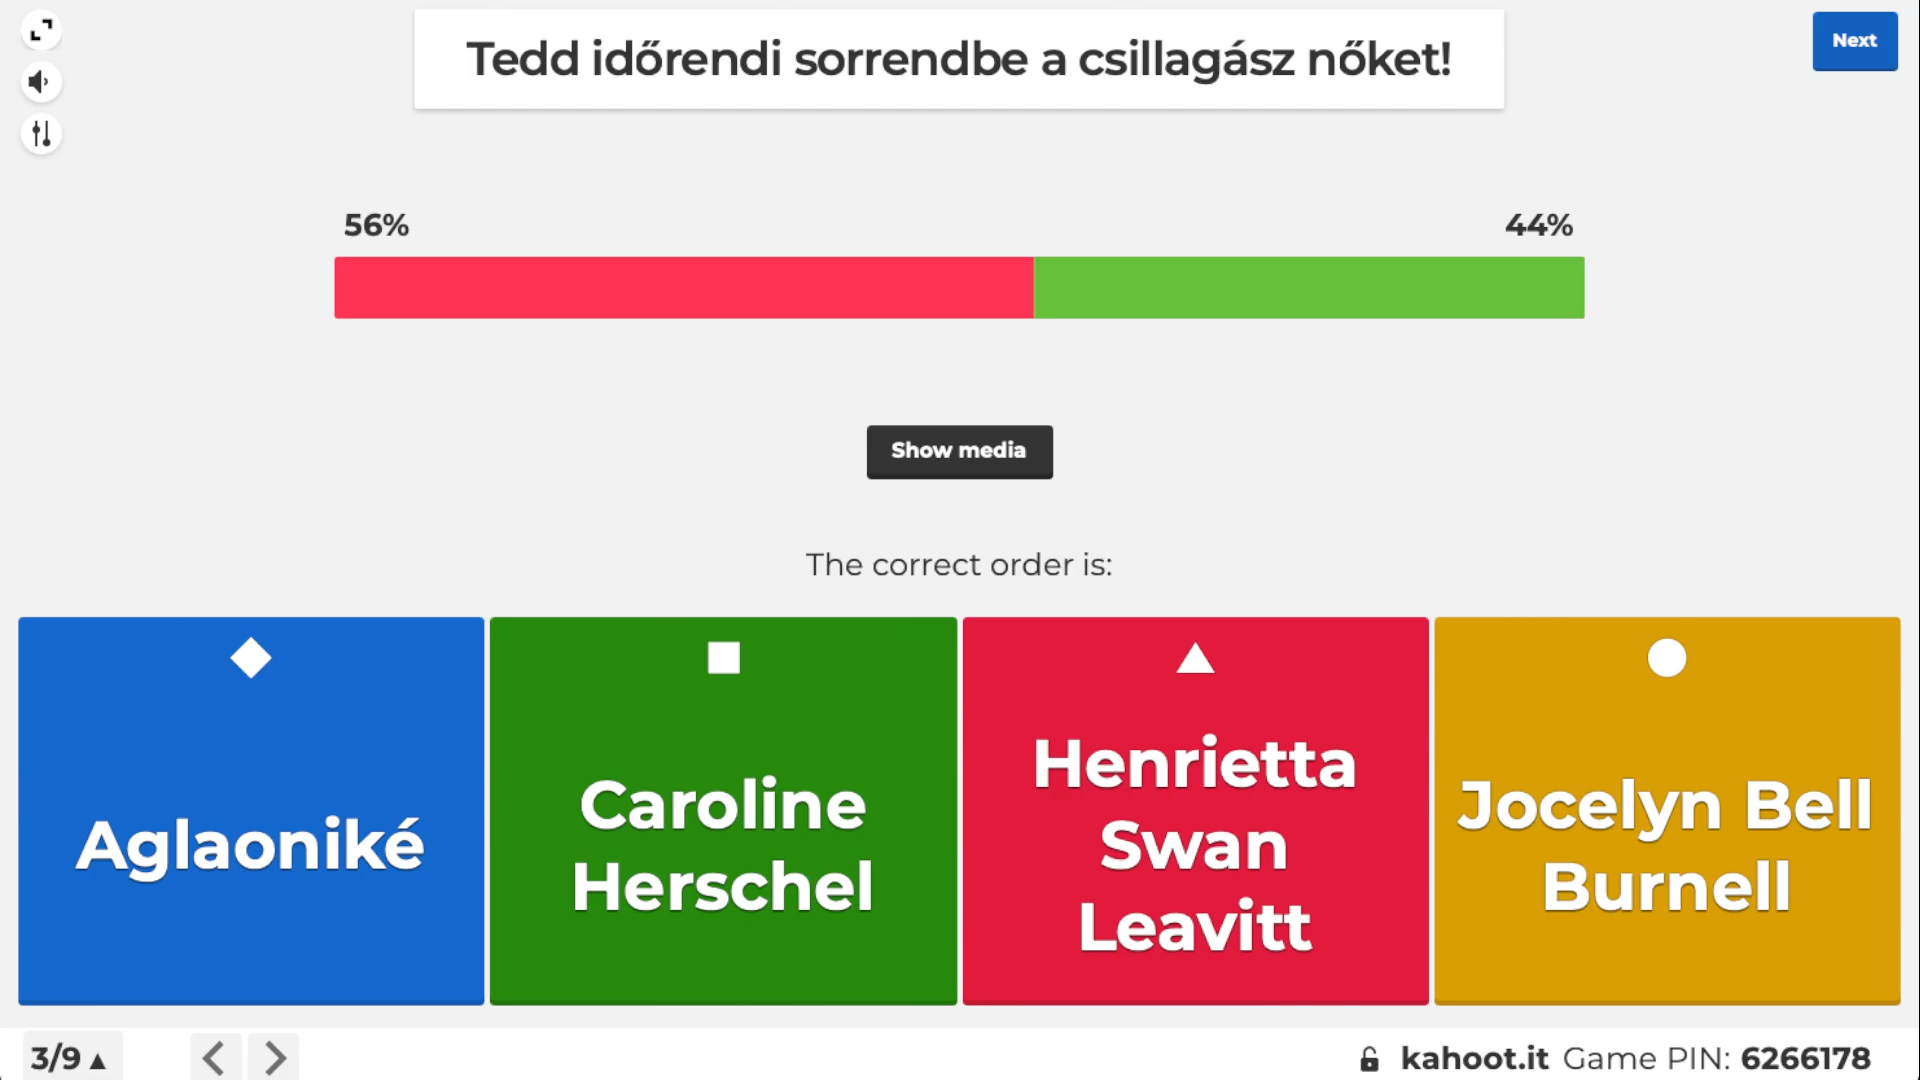 Tedd időrendi sorrendbe a csillagász nőket!
Next
56%
44%
Show media
The correct order is:
Aglaoniké
Caroline
Herschel
Henrietta
Swan
Leavitt
Jocelyn Bell
Burnell
3/9 ▲
kahoot.it Game PIN: 6266178